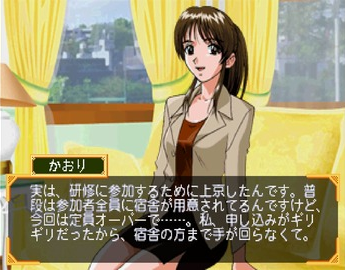 かおり
実は、研修に参加するために上京したんです。普
段は参加者全員に宿舎が用意されてるんですけど、
今回は定員オーバーで……。私、申し込みがギリ
ギリだったから、宿舎の方まで手が回らなくて。